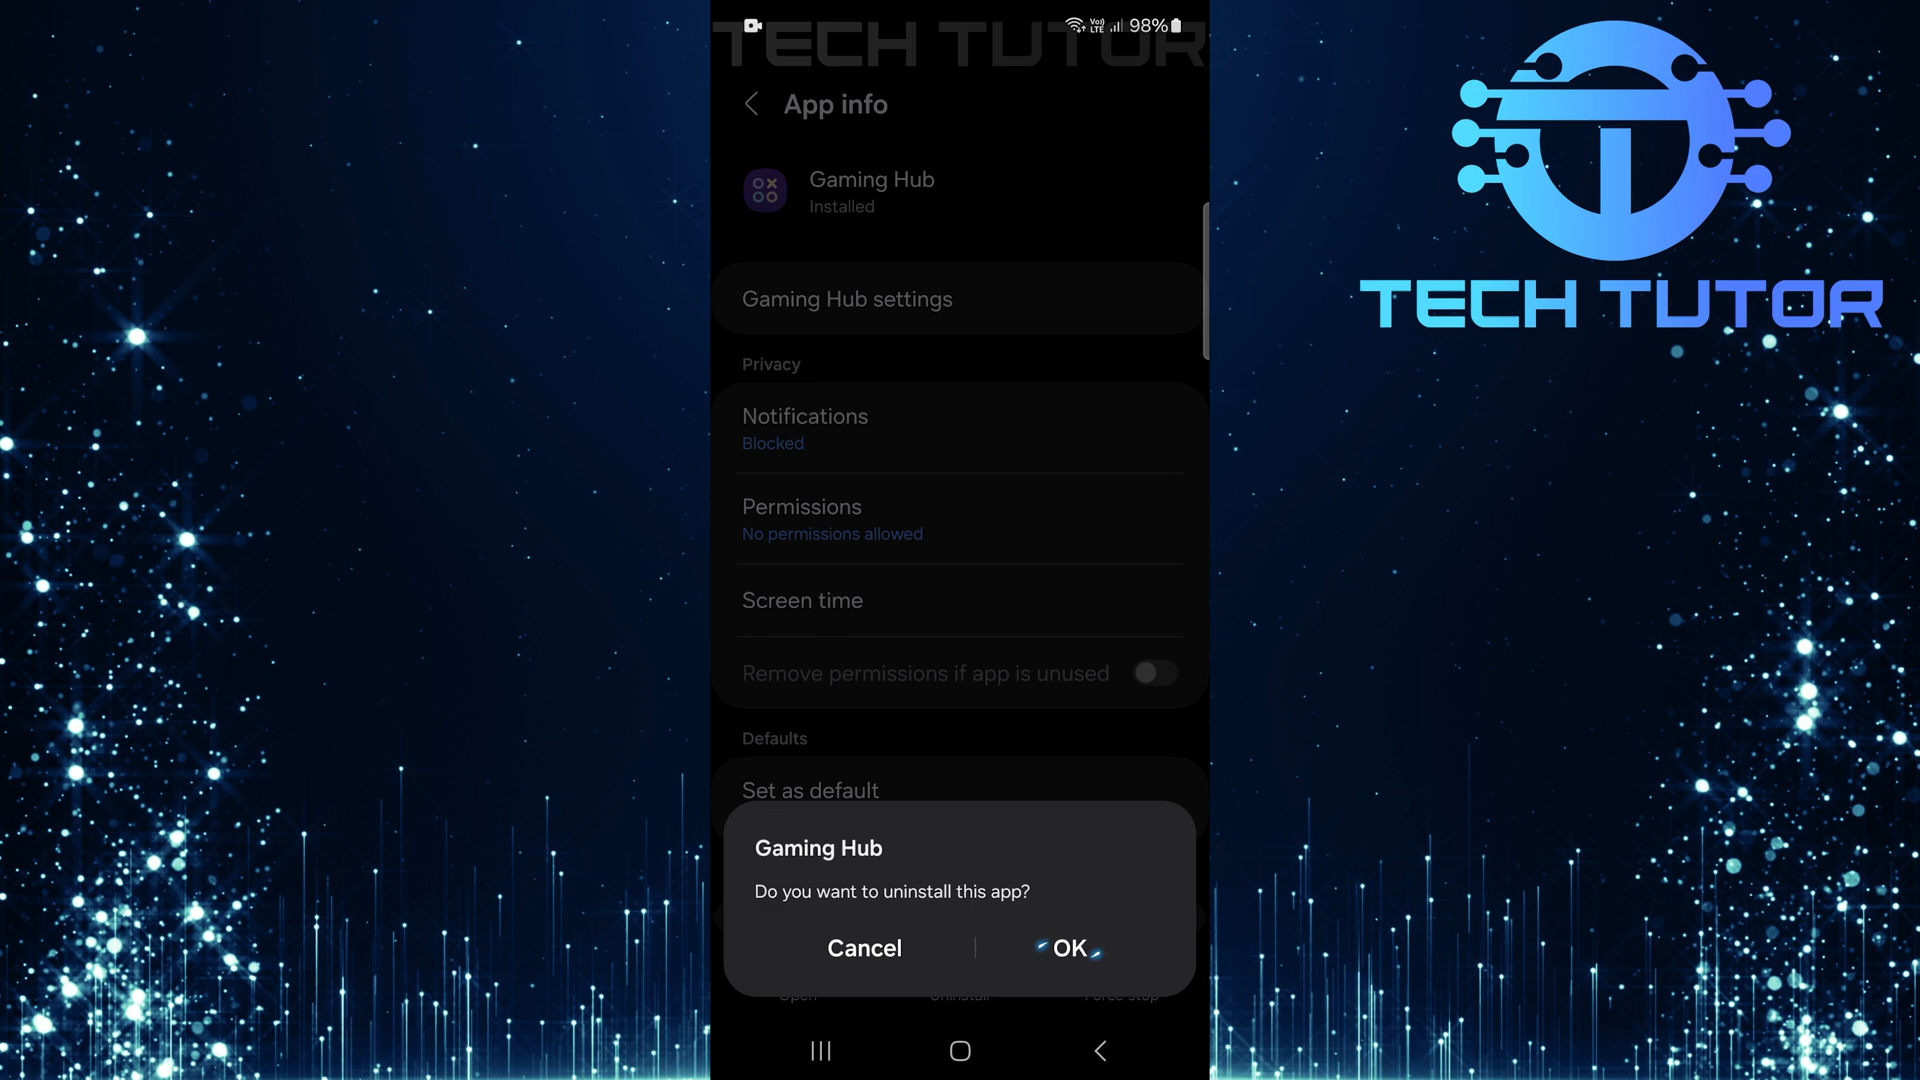 TECH TUTOR
Vo))
LTE
98%
App info
Gaming Hub
Installed
Gaming Hub settings
Privacy
Notifications
Blocked
Permissions
No permissions allowed
Screen time
Remove permissions if app is unused
Defaults
Set as default
Gaming Hub
Do you want to uninstall this app?
Cancel
OK
Open
Uninstall
Force stop
TECH TUTOR